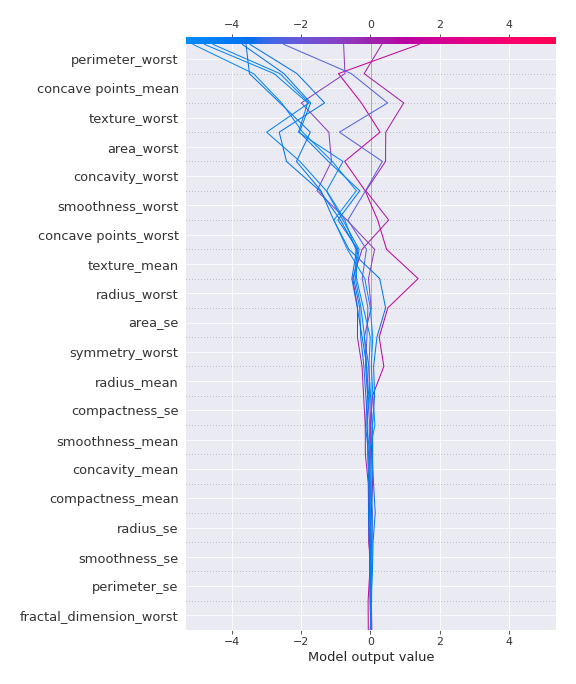 −4 −2 0 2 4
perimeter_worst
concave points_mean
texture_worst
area_worst
concavity_worst
smoothness_worst
concave points_worst
texture_mean
radius_worst
area_se
symmetry_worst
radius_mean
compactness_se
smoothness_mean
concavity_mean
compactness_mean
radius_se
smoothness_se
perimeter_se
fractal_dimension_worst
−4 −2 0 2 4
Model output value